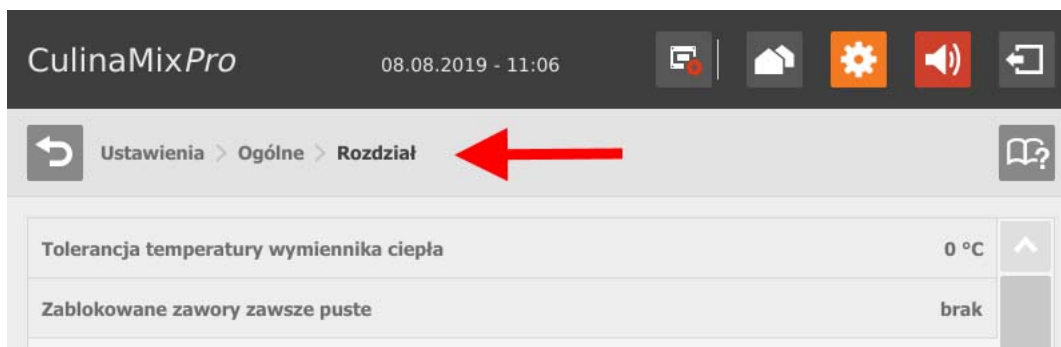 CulinaMixPro 08.08.2019 - 11:06
Ustawienia > Ogólne > Rozdział
Tolerancja temperatury wymiennika ciepła 0 °C
Zablokowane zawory zawsze puste brak